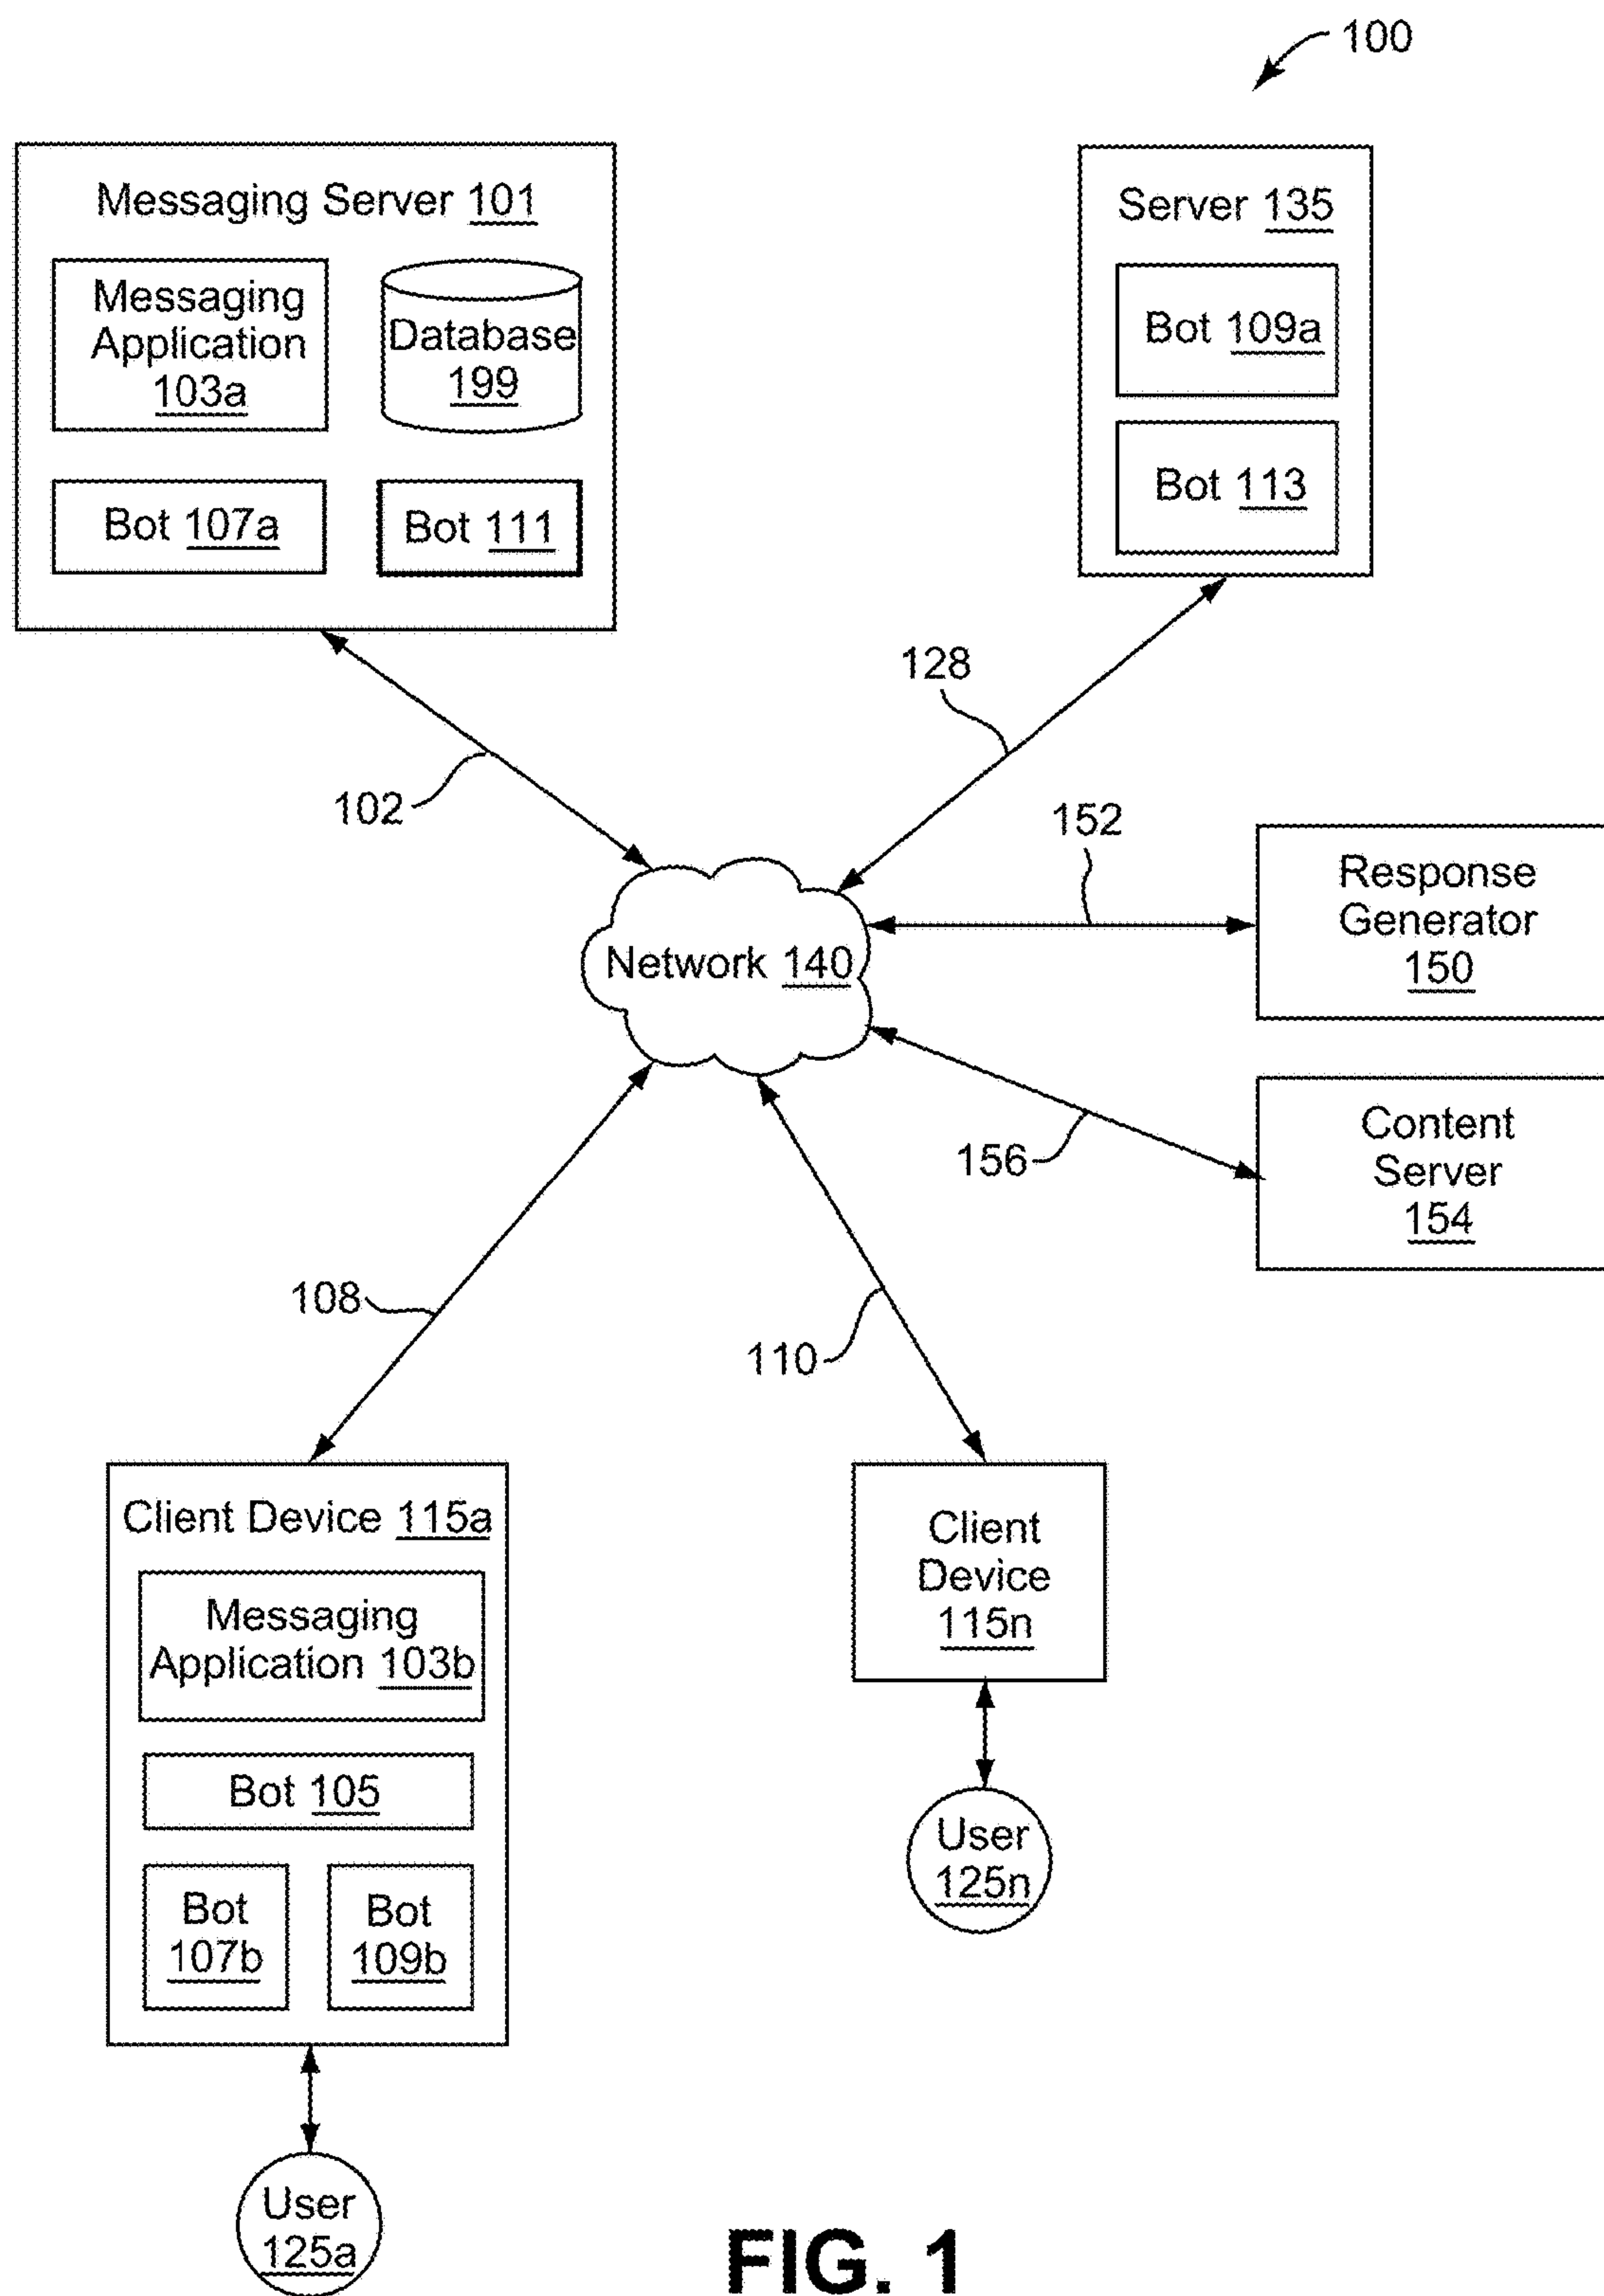 100
Messaging Server 101
Messaging
Application
103a
Database
199
Bot 107a
Bot 111
Server 135
Bot 109a
Bot 113
128
102
152
Response
Generator
150
Network 140
Content
Server
154
156
108
110
Client Device 115a
Messaging
Application 103b
Bot 105
Bot
107b
Bot
109b
Client
Device
115n
User
125n
User
125a
FIG. 1